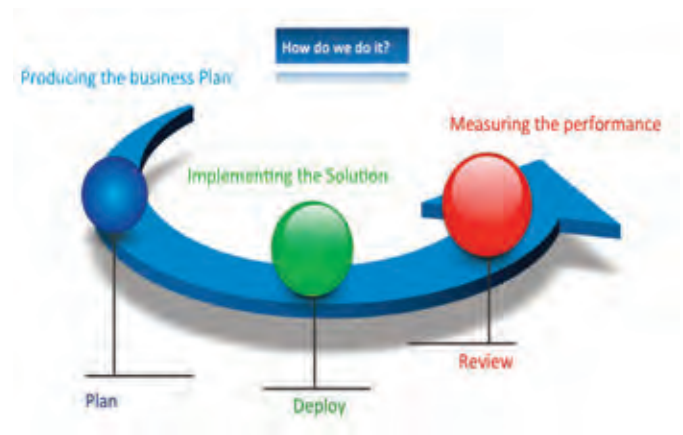 How do we do it?
Producing the business Plan
Measuring the performance
Implementing the Solution
Review
Plan
Deploy